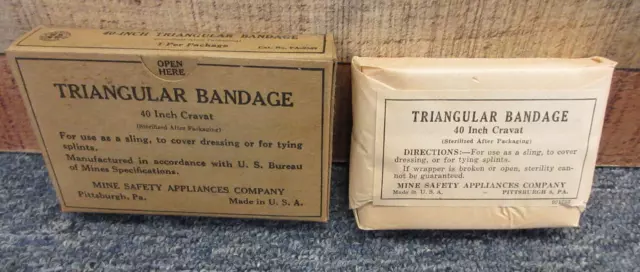 40-INCH TRIANGULAR BANDAGE
1 Per Package
OPEN
HERE
TRIANGULAR BANDAGE
40 Inch Cravat
(Sterilized After Packaging)
For use as a sling, to cover dressing or for tying
splints.
Manufactured in accordance with U. S. Bureau
of Mines Specifications.
MINE SAFETY APPLIANCES COMPANY
Pittsburgh, Pa. Made in U. S. A.
TRIANGULAR BANDAGE
40 Inch Cravat
(Sterilized After Packaging)
DIRECTIONS:—For use as a sling, to cover
dressing, or for tying splints.
If wrapper is broken or open, sterility can-
not be guaranteed.
MINE SAFETY APPLIANCES COMPANY
Made in U. S. A. - PITTSBURGH 8, PA.